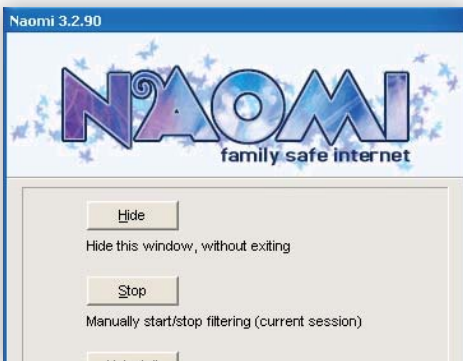 Naomi 3.2.90
NAOMI
family safe internet
Hide
Hide this window, without exiting
Stop
Manually start/stop filtering (current session)